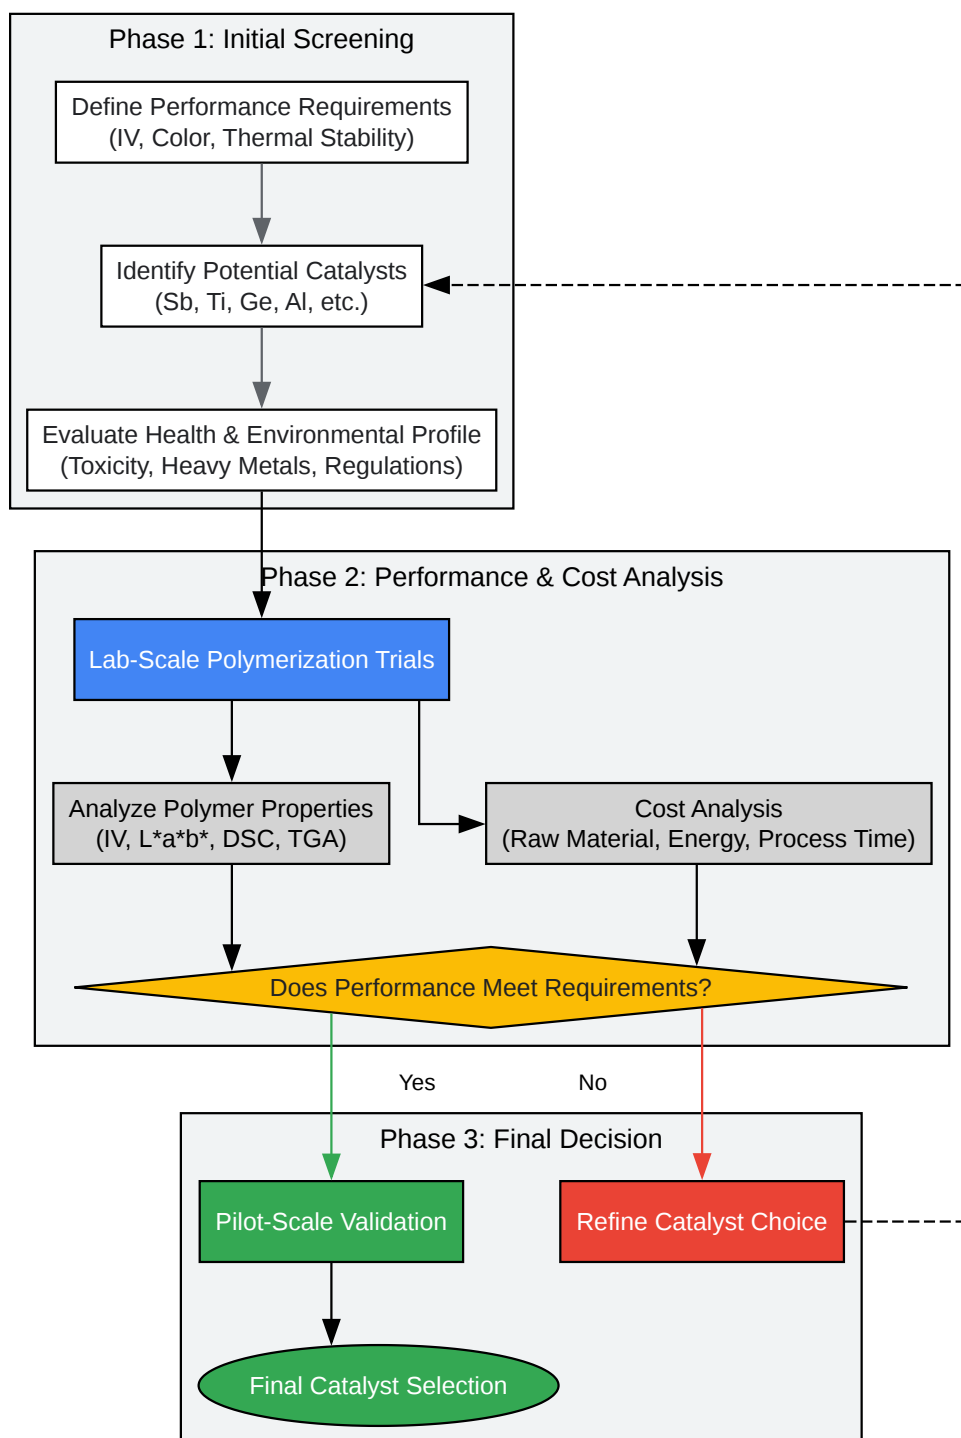 Phase 1: Initial Screening
Define Performance Requirements
(IV, Color, Thermal Stability)
Identify Potential Catalysts
(Sb, Ti, Ge, Al, etc.)
Evaluate Health & Environmental Profile
(Toxicity, Heavy Metals, Regulations)
Phase 2: Performance & Cost Analysis
Lab-Scale Polymerization Trials
Analyze Polymer Properties
(IV, L*a*b*, DSC, TGA)
Cost Analysis
(Raw Material, Energy, Process Time)
Does Performance Meet Requirements?
Yes
No
Phase 3: Final Decision
Pilot-Scale Validation
Refine Catalyst Choice
Final Catalyst Selection